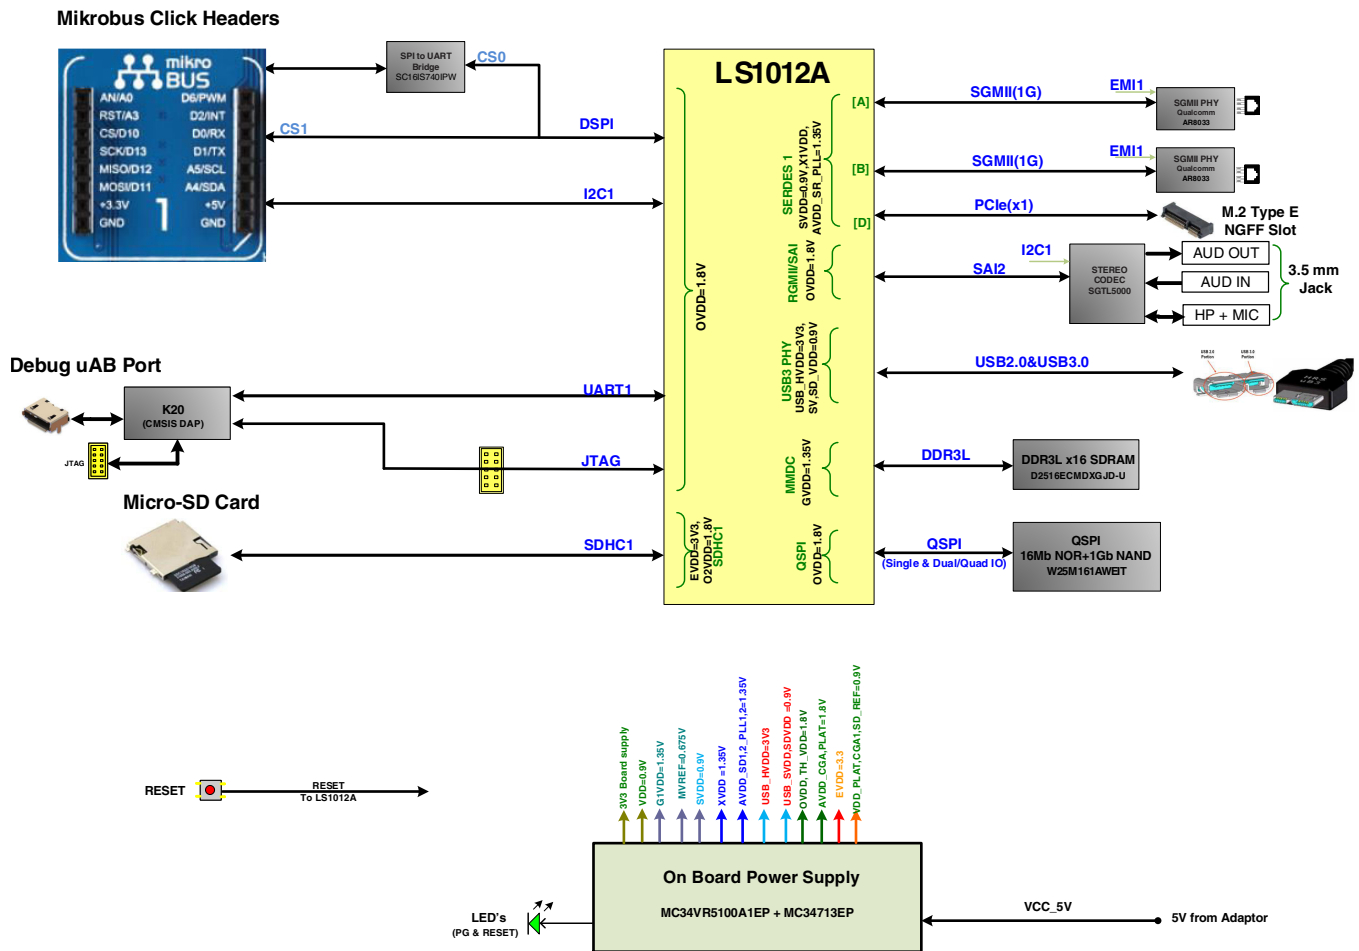 Mikrobus Click Headers
mikro
BUS
AN/A0 D6/PWM
RST/A3 D2/INT
CS/D10 D0/RX
SCK/D13 D1/TX
MISO/D12 A5/SCL
MOSI/D11 A4/SDA
+3.3V +5V
GND GND
1
SPI to UART
Bridge
SC16IS740IPW
CS0
CS1
DSPI
I2C1
Debug uAB Port
K20
(CMSIS DAP)
JTAG
UART1
JTAG
Micro-SD Card
SDHC1
LS1012A
OVDD=1.8V
EVDD=3V3,
O2VDD=1.8V
SDHC1
[A]
[B]
[D]
SERDES 1
SVDD=0.9V,X1VDD,
AVDD_SR_PLL=1.35V
RGMII/SAI
OVDD=1.8V
USB3 PHY
USB_HVDD=3V3,
SV,SD_VDD=0.9V
MMDC
GVDD=1.35V
QSPI
OVDD=1.8V
SGMII(1G)
EMI1
SGMII PHY
Qualcomm
AR8033
SGMII(1G)
EMI1
SGMII PHY
Qualcomm
AR8033
PCIe(x1)
M.2 Type E
NGFF Slot
I2C1
SAI2
STEREO
CODEC
SGTL5000
AUD OUT
AUD IN
HP + MIC
3.5 mm
Jack
USB2.0&USB3.0
USB 2.0
Portion
USB 3.0
Portion
DDR3L
DDR3L x16 SDRAM
D2516ECMDXGJD-U
QSPI
(Single & Dual/Quad IO)
QSPI
16Mb NOR+1Gb NAND
W25M161AWEIT
RESET
RESET
To LS1012A
3V3 Board supply
VDD=0.9V
G1VDD=1.35V
MVREF=0.675V
SVDD=0.9V
XVDD =1.35V
AVDD_SD1,2_PLL1,2=1.35V
USB_HVDD=3V3
USB_SVDD,SDVDD =0.9V
OVDD, TH_VDD=1.8V
AVDD_CGA,PLAT=1.8V
EVDD=3.3
VDD_PLAT,CGA1,SD_REF=0.9V
On Board Power Supply
MC34VR5100A1EP + MC34713EP
LED's
(PG & RESET)
VCC_5V
5V from Adaptor